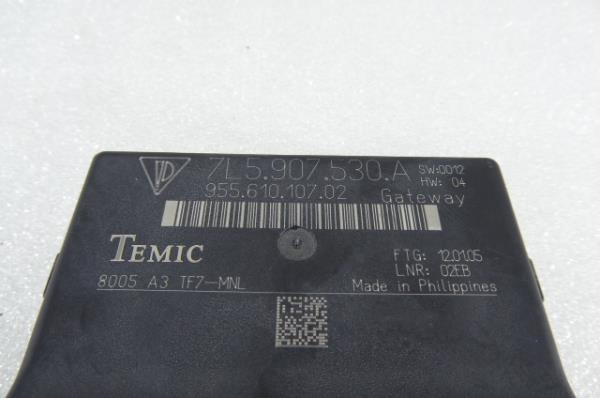 VD 7L5.907.530.A SW:0012
955.610.107.02 Gateway HW: 04
TEMIC FTG: 12.01.05
LNR: 02EB
8005 A3 TF7-MNL Made in Philippines